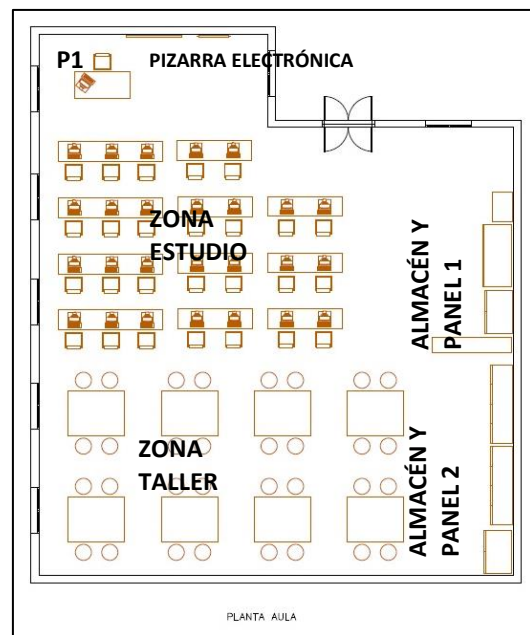 P1 PIZARRA ELECTRÓNICA
ZONA
ESTUDIO
ALMACÉN Y
PANEL 1
ZONA
TALLER
ALMACÉN Y
PANEL 2
PLANTA AULA